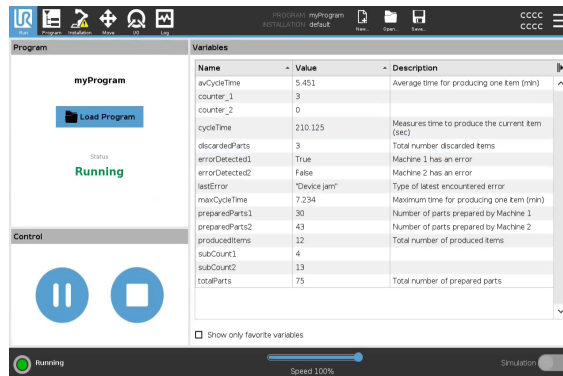 UR
Run
Program
Installation
Move
I/O
Log
PROGRAM myProgram
INSTALLATION default
New...
Open...
Save...
CCCC
CCCC
Program
Variables
myProgram
Load Program
Status
Running
Control
Name Value Description
avCycleTime 5.451 Average time for producing one item (min)
counter_1 3
counter_2 0
cycleTime 210.125 Measures time to produce the current item
(sec)
discardedParts 3 Total number discarded items
errorDetected1 True Machine 1 has an error
errorDetected2 False Machine 2 has an error
lastError "Device jam" Type of latest encountered error
maxCycleTime 7.234 Maximum time for producing one item (min)
preparedParts1 30 Number of parts prepared by Machine 1
preparedParts2 43 Number of parts prepared by Machine 2
producedItems 12 Total number of produced items
subCount1 4
subCount2 13
totalParts 75 Total number of prepared parts
Show only favorite variables
Running
Speed 100%
Simulation